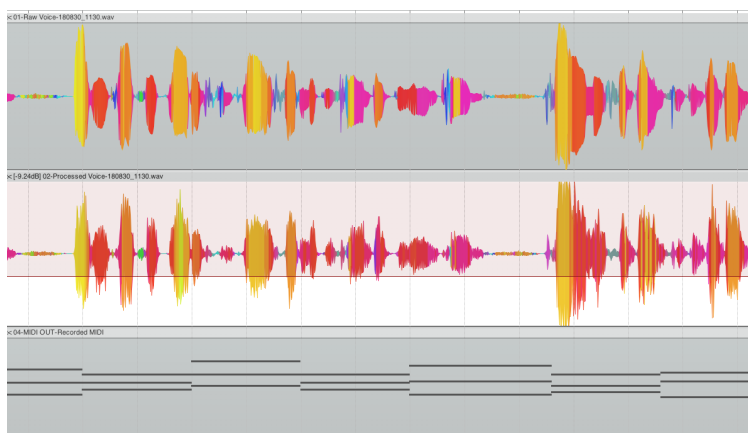 01-Raw Voice-180830_1130.wav
[-9.24dB] 02-Processed Voice-180830_1130.wav
04-MIDI OUT-Recorded MIDI